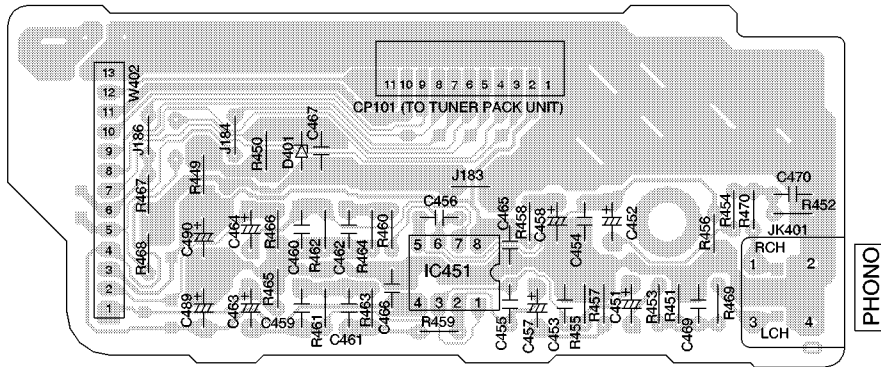 13
12
11
10
9
8
7
6
5
4
3
2
1
W402
11 10 9 8 7 6 5 4 3 2 1
CP101 (TO TUNER PACK UNIT)
J186
J184
R450
D401
C467
R467
R449
J183
C470
R452
R468
C490
C464
R466
C460
R462
C462
R464
R460
C456
C465
R458
C458
C454
C452
R456
R454
R470
JK401
5 6 7 8
IC451
4 3 2 1
R459
RCH
1 2
3 4
LCH
PHONO
C489
C463
R465
C459
R461
C461
R463
C466
C455
C457
C453
R455
R457
C451
R453
R451
C469
R469
+
+
+
+
+
+
+
+